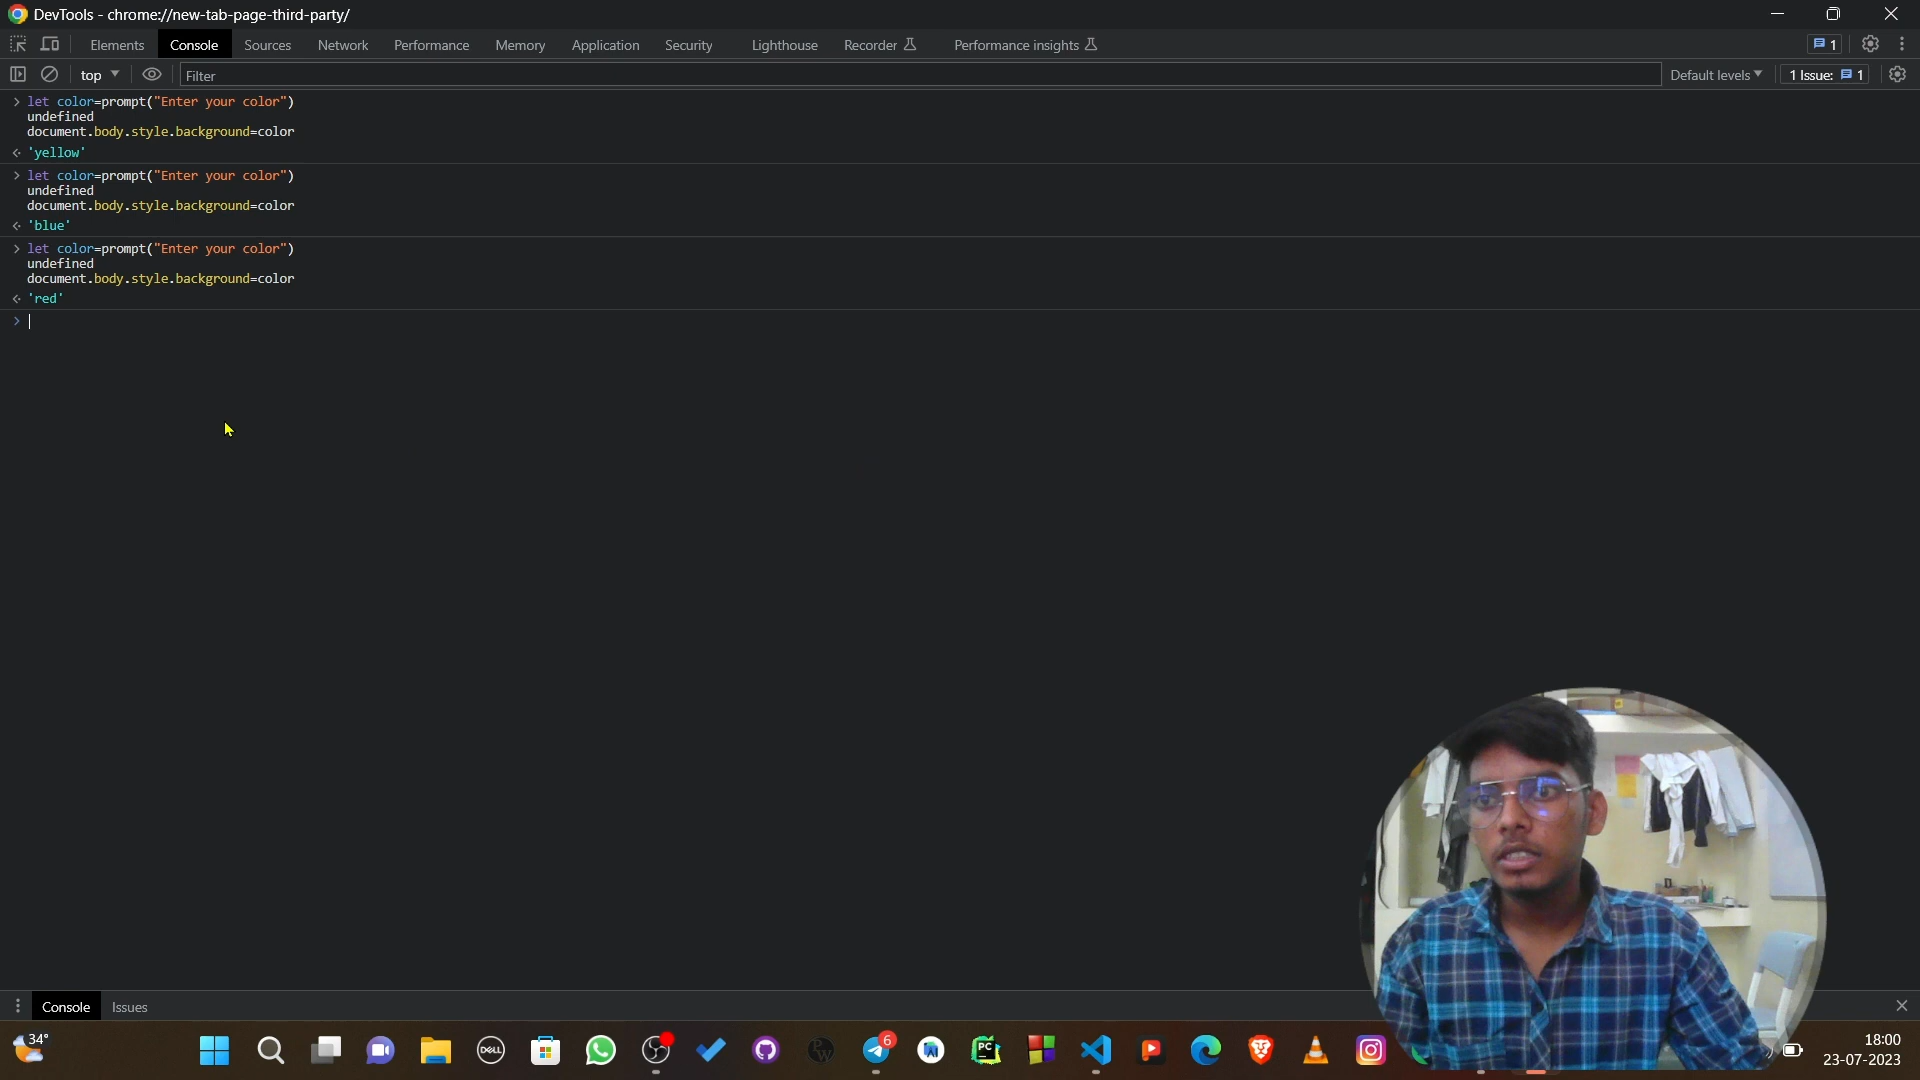 DevTools - chrome://new-tab-page-third-party/
Elements Console Sources Network Performance Memory Application Security Lighthouse Recorder Performance insights 1
top Filter Default levels 1 Issue: 1
let color=prompt("Enter your color")
undefined
document.body.style.background=color
'yellow'
let color=prompt("Enter your color")
undefined
document.body.style.background=color
'blue'
let color=prompt("Enter your color")
undefined
document.body.style.background=color
'red'
Console Issues
34°
DELL
6
AI
PC
18:00
23-07-2023